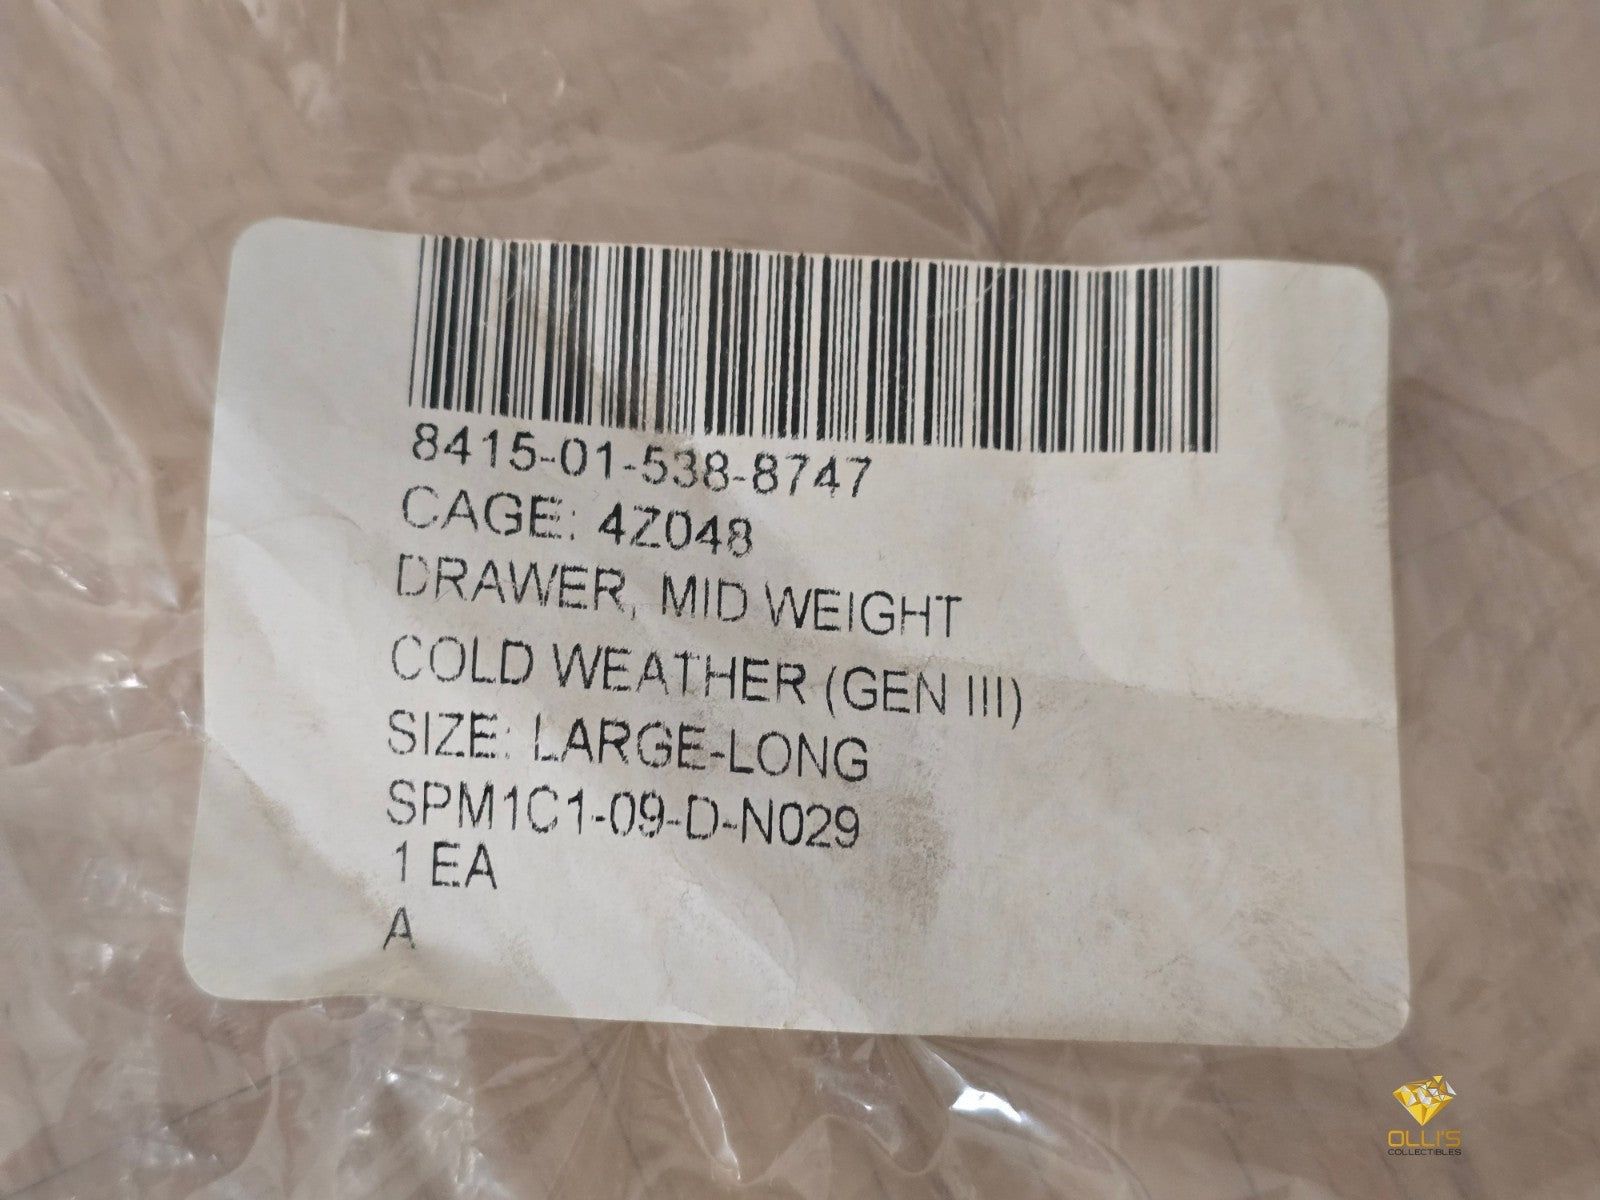 8415-01-538-8747
CAGE: 4Z048
DRAWER, MID WEIGHT
COLD WEATHER (GEN III)
SIZE: LARGE-LONG
SPM1C1-09-D-N029
1 EA
A
OLLI'S
COLLECTIBLES